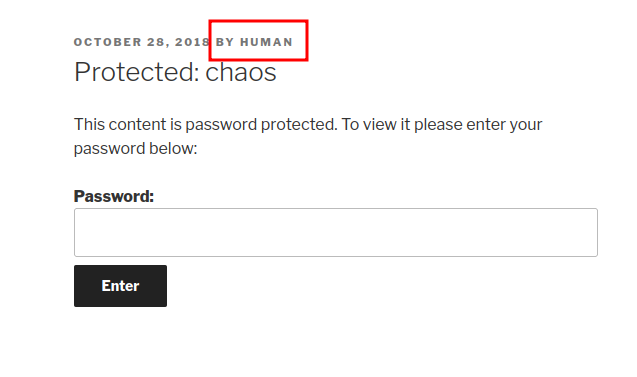 OCTOBER 28, 2018 BY HUMAN
Protected: chaos
This content is password protected. To view it please enter your
password below:
Password:
Enter